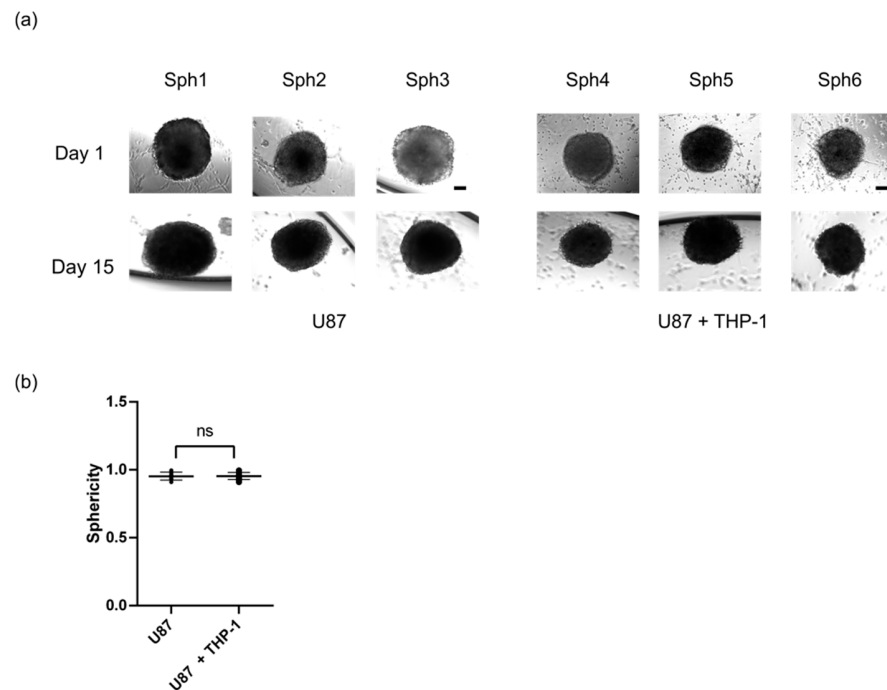 (a)
Sph1 Sph2 Sph3 Sph4 Sph5 Sph6
Day 1
Day 15
U87 U87 + THP-1
(b)
1.5
ns
1.0
0.5
0.0
Sphericity
U87
U87 + THP-1